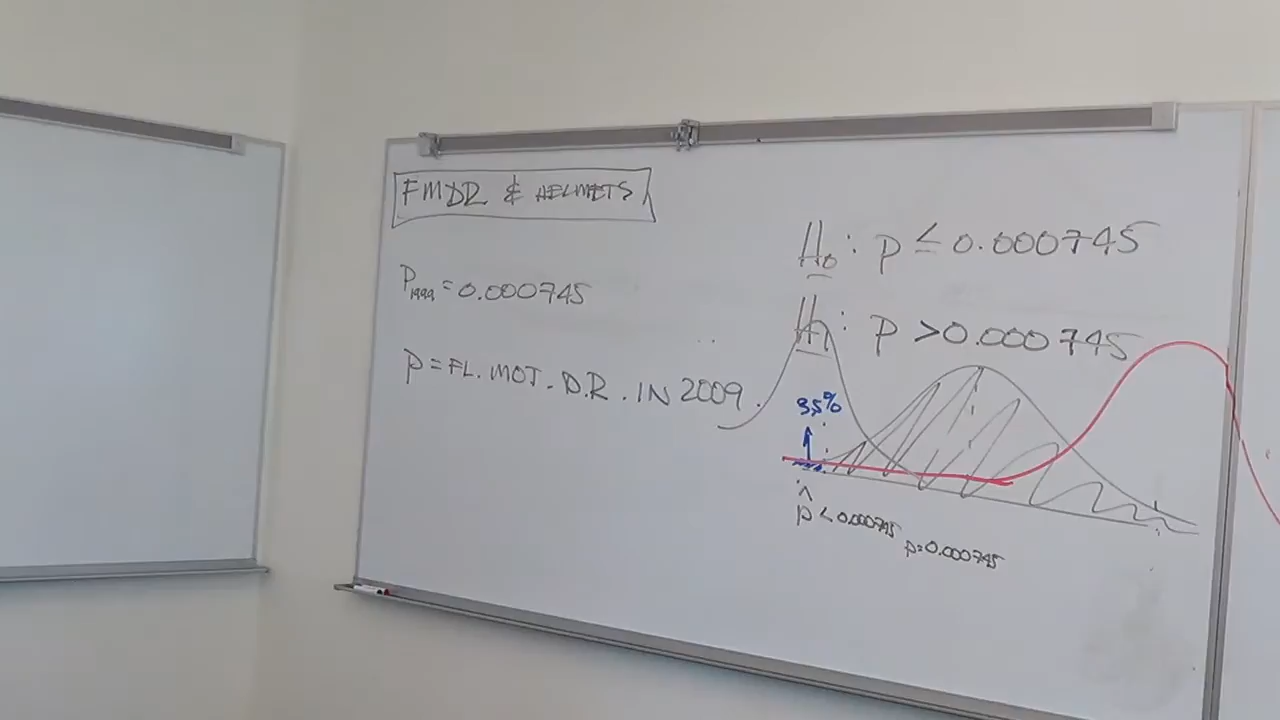 FMDR & HELMETS
P1999 = 0.000745
p = FL. MOT. D.R. IN 2009.
H0: p ≤ 0.000745
H1: p > 0.000745
35%
p̂ < 0.000745
p=0.000745